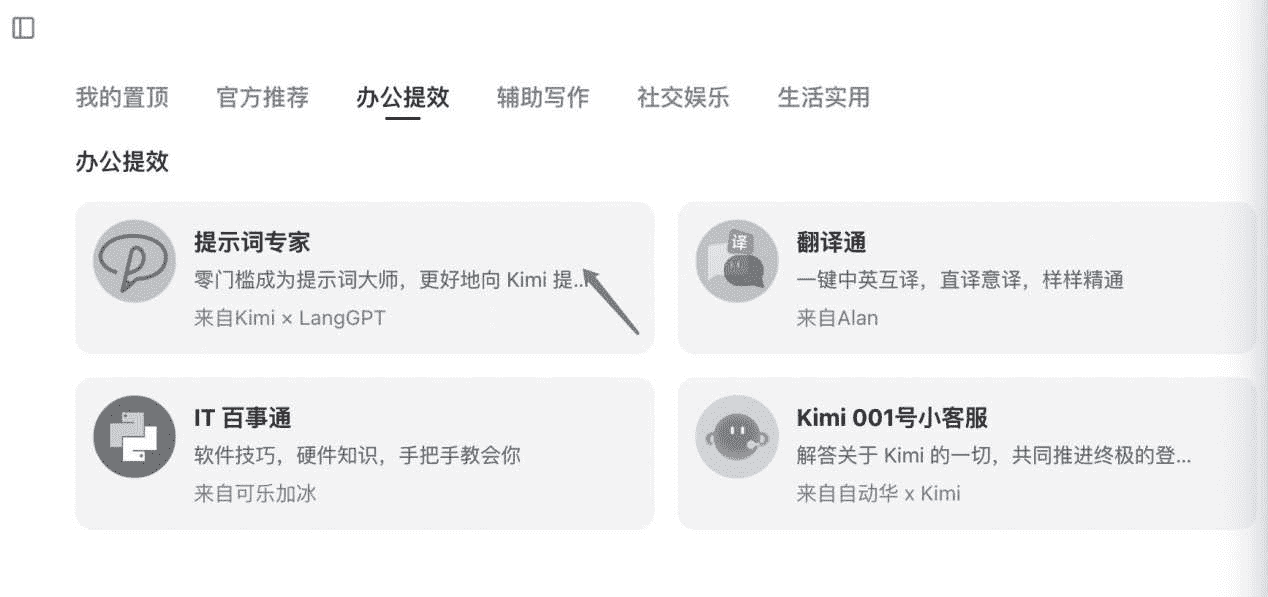 我的置顶 官方推荐 办公提效 辅助写作 社交娱乐 生活实用
办公提效
提示词专家
零门槛成为提示词大师，更好地向 Kimi 提...
来自Kimi × LangGPT
译
翻译通
一键中英互译，直译意译，样样精通
来自Alan
IT 百事通
软件技巧，硬件知识，手把手教会你
来自可乐加冰
Kimi 001号小客服
解答关于 Kimi 的一切，共同推进终极的登...
来自自动华 x Kimi